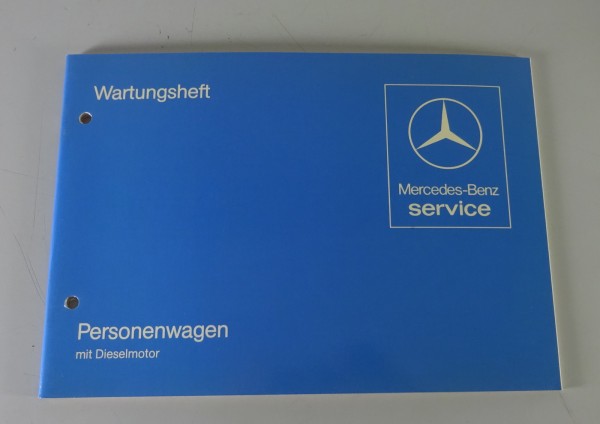 Wartungsheft
Mercedes-Benz
service
Personenwagen
mit Dieselmotor